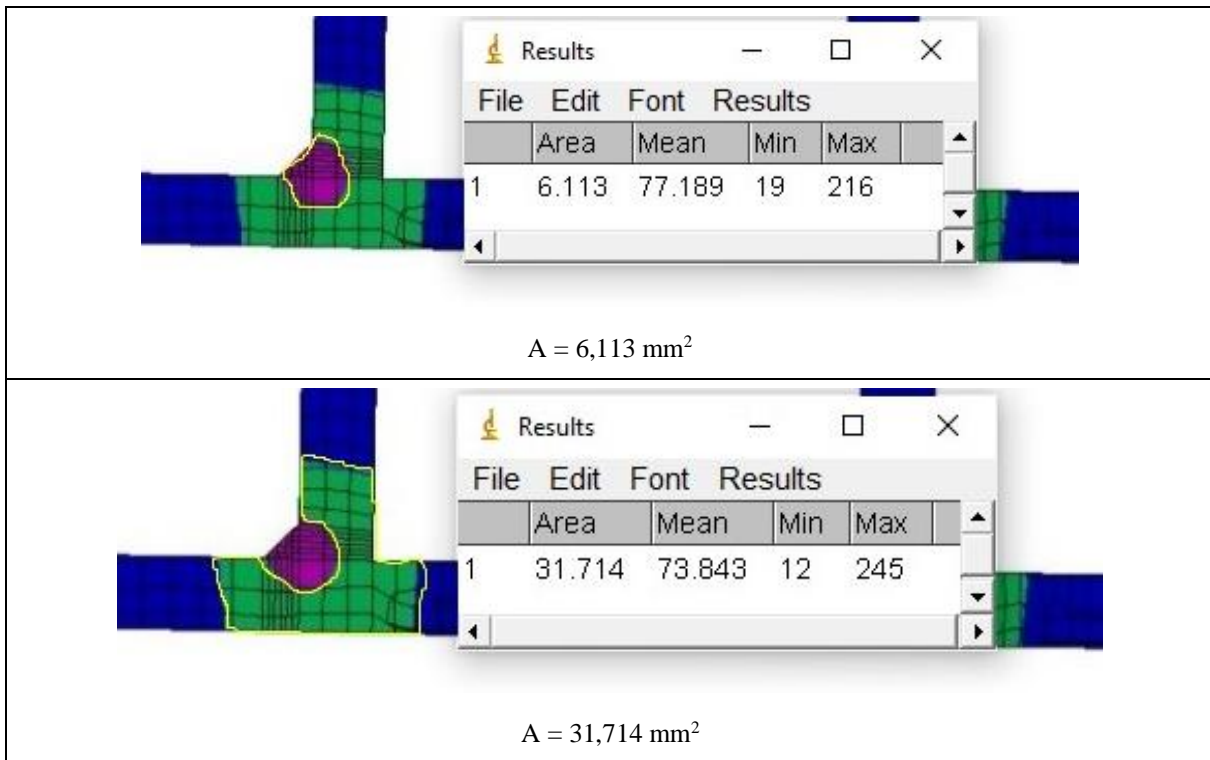 Results
File Edit Font Results
Area Mean Min Max
1 6.113 77.189 19 216
A = 6,113 mm²
Results
File Edit Font Results
Area Mean Min Max
1 31.714 73.843 12 245
A = 31,714 mm²